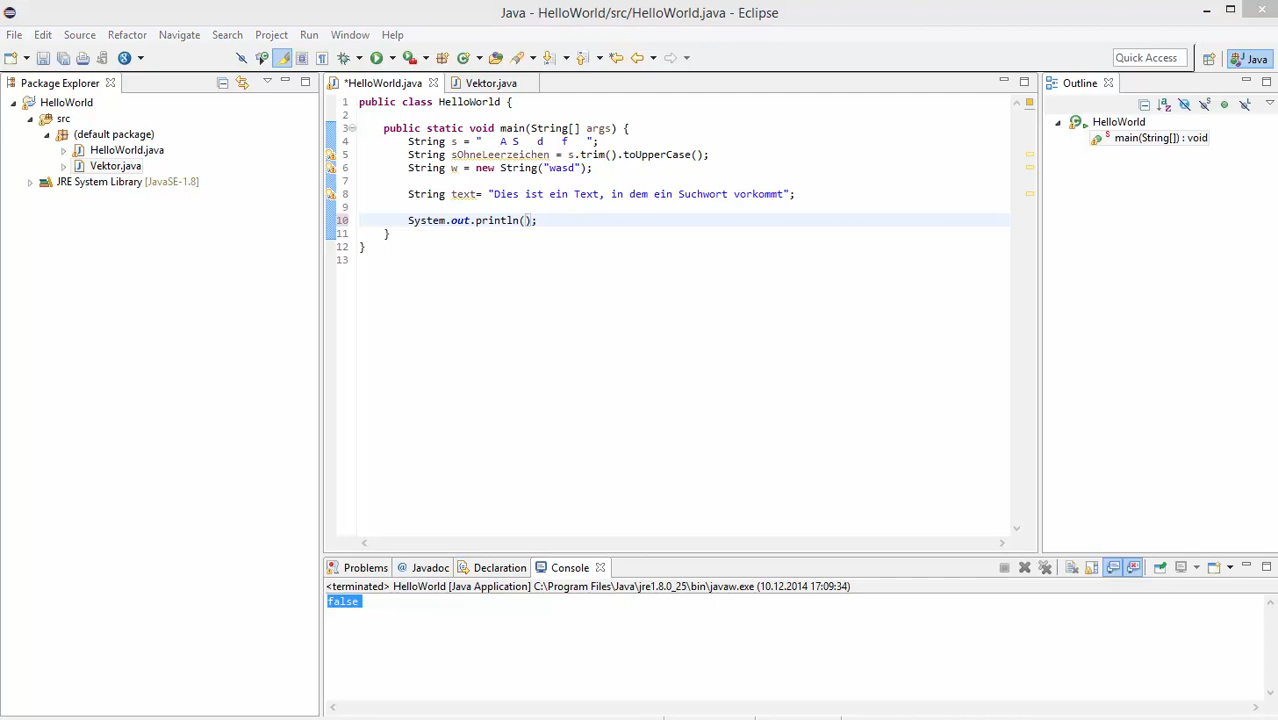 Java - HelloWorld/src/HelloWorld.java - Eclipse
File Edit Source Refactor Navigate Search Project Run Window Help
Quick Access
Java
Package Explorer
*HelloWorld.java
Vektor.java
Outline
HelloWorld
src
(default package)
HelloWorld.java
Vektor.java
JRE System Library [JavaSE-1.8]
1 public class HelloWorld {
2
3 public static void main(String[] args) {
4 String s = "   A S   d   f   ";
5 String sOhneLeerzeichen = s.trim().toUpperCase();
6 String w = new String("wasd");
7
8 String text= "Dies ist ein Text, in dem ein Suchwort vorkommt";
9
10 System.out.println();
11 }
12 }
13
HelloWorld
S main(String[]) : void
Problems @ Javadoc Declaration Console
<terminated> HelloWorld [Java Application] C:\Program Files\Java\jre1.8.0_25\bin\javaw.exe (10.12.2014 17:09:34)
false